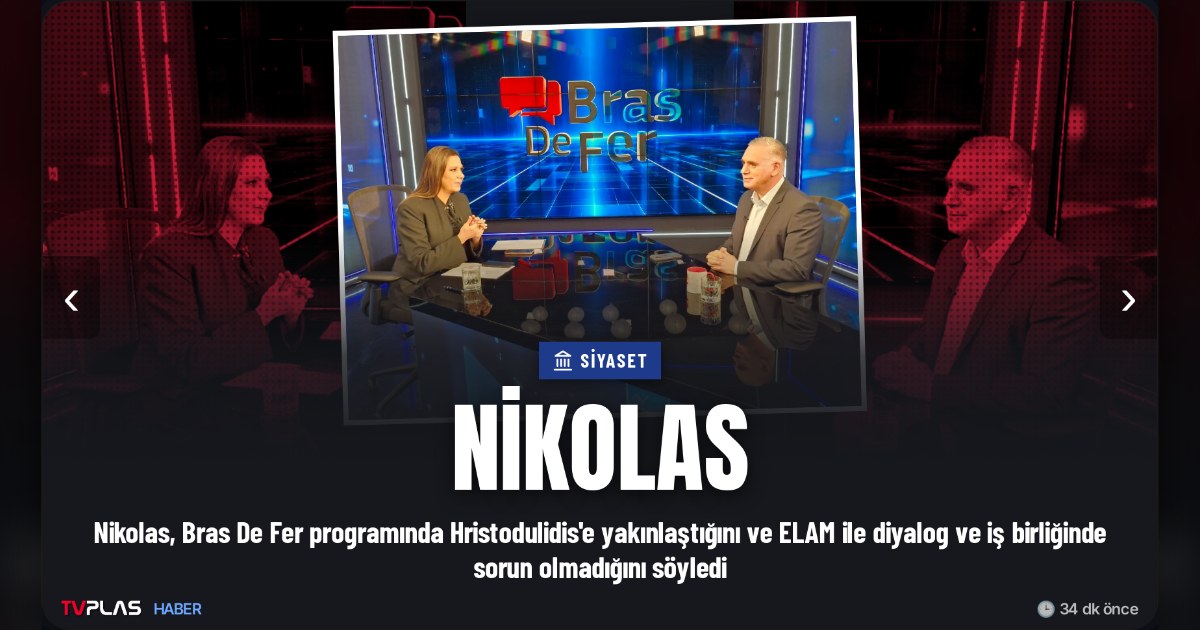 Bras
De Fer
SİYASET
NİKOLAS
Nikolas, Bras De Fer programında Hristodulidis'e yakınlaştığını ve ELAM ile diyalog ve iş birliğinde
sorun olmadığını söyledi
TVPLAS HABER
34 dk önce